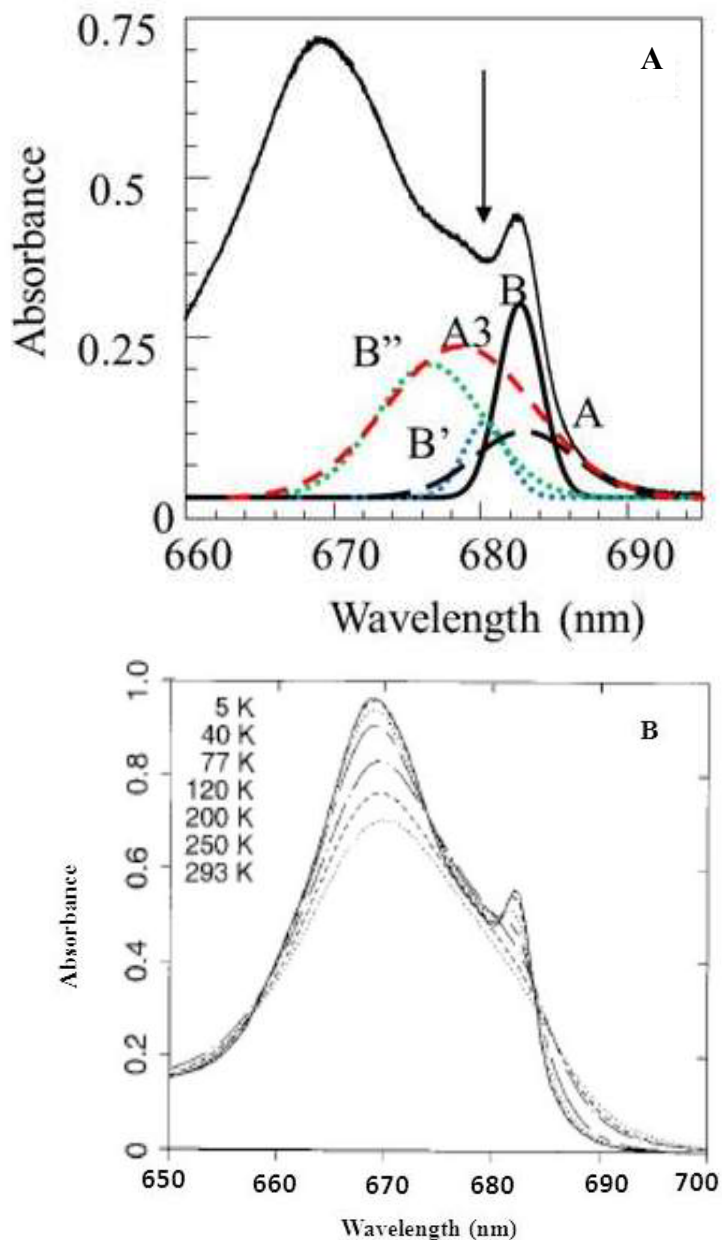 0.75
A
0.5
Absorbance
0.25
B
A3
B”
B’
A
0
660 670 680 690
Wavelength (nm)
1.0
5 K
40 K
77 K
120 K
200 K
250 K
293 K
B
0.8
0.6
Absorbance
0.4
0.2
0
650 660 670 680 690 700
Wavelength (nm)